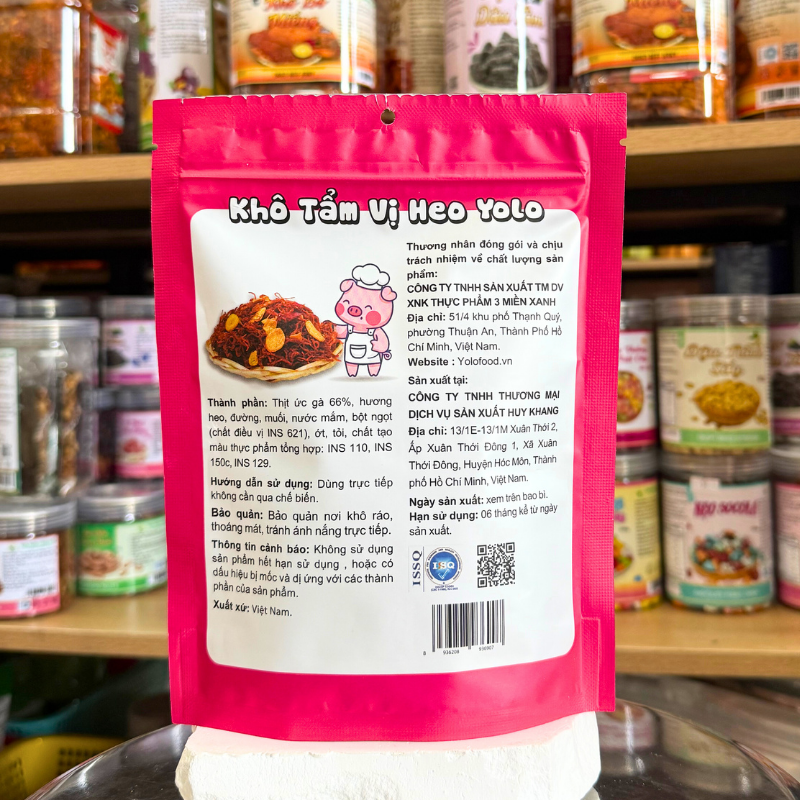 Khô Tẩm Vị Heo Yolo
Thành phần: Thịt ức gà 66%, hương
heo, đường, muối, nước mắm, bột ngọt
(chất điều vị INS 621), ớt, tỏi, chất tạo
màu thực phẩm tổng hợp: INS 110, INS
150c, INS 129.
Hướng dẫn sử dụng: Dùng trực tiếp
không cần qua chế biến.
Bảo quản: Bảo quản nơi khô ráo,
thoáng mát, tránh ánh nắng trực tiếp.
Thông tin cảnh báo: Không sử dụng
sản phẩm hết hạn sử dụng , hoặc có
dấu hiệu bị mốc và dị ứng với các thành
phần của sản phẩm.
Xuất xứ: Việt Nam.
Thương nhân đóng gói và chịu
trách nhiệm về chất lượng sản
phẩm:
CÔNG TY TNHH SẢN XUẤT TM DV
XNK THỰC PHẨM 3 MIỀN XANH
Địa chỉ: 51/4 khu phố Thạnh Quý,
phường Thuận An, Thành Phố Hồ
Chí Minh, Việt Nam.
Website : Yolofood.vn
Sản xuất tại:
CÔNG TY TNHH THƯƠNG MẠI
DỊCH VỤ SẢN XUẤT HUY KHANG
Địa chỉ: 13/1E-13/1M Xuân Thới 2,
Ấp Xuân Thới Đông 1, Xã Xuân
Thới Đông, Huyện Hóc Môn, Thành
phố Hồ Chí Minh, Việt Nam.
Ngày sản xuất: xem trên bao bì.
Hạn sử dụng: 06 tháng kể từ ngày
sản xuất.
ISSQ
ISQ
8 936208 930907